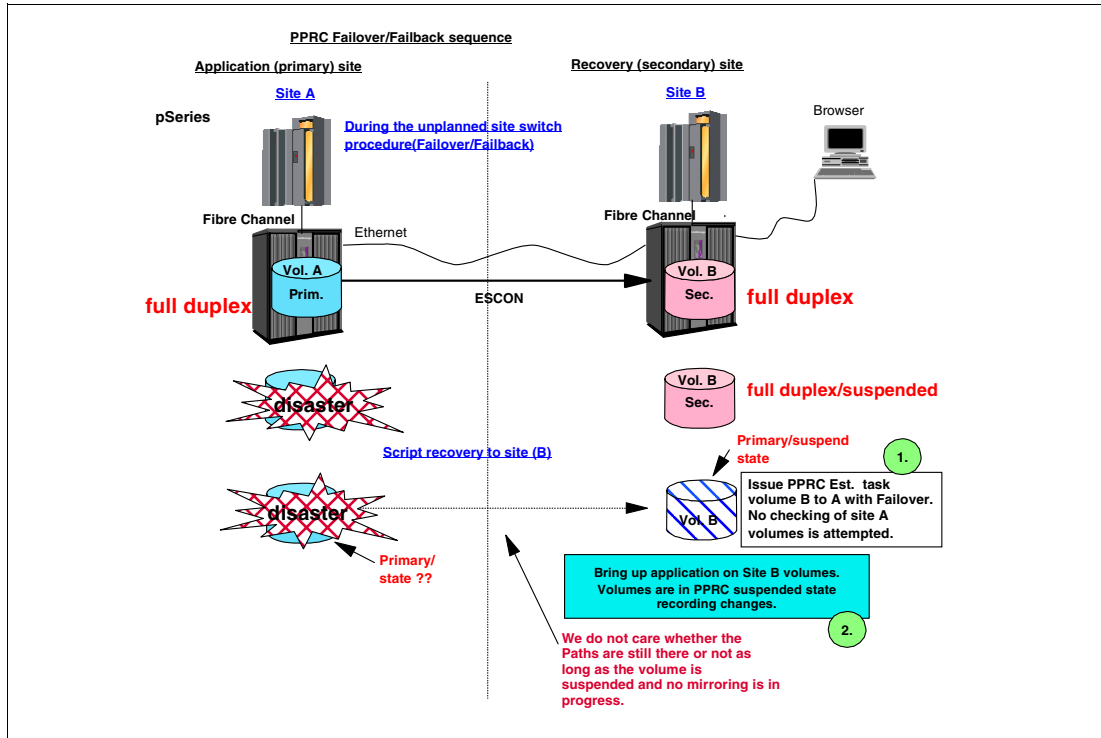 PPRC Failover/Failback sequence
Application (primary) site
Recovery (secondary) site
Site A
Site B
pSeries
Browser
During the unplanned site switch
procedure(Failover/Failback)
Fibre Channel
Fibre Channel
Ethernet
Vol. A
Prim.
Vol. B
Sec.
full duplex
ESCON
full duplex
disaster
Vol. B
Sec.
full duplex/suspended
Script recovery to site (B)
Primary/suspend
state
1.
Issue PPRC Est. task
volume B to A with Failover.
No checking of site A
volumes is attempted.
disaster
Vol. B
Primary/
state ??
Bring up application on Site B volumes.
Volumes are in PPRC suspended state
recording changes.
2.
We do not care whether the
Paths are still there or not as
long as the volume is
suspended and no mirroring is in
progress.